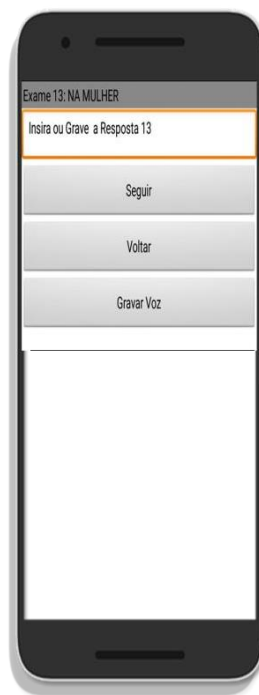 Exame 13: NA MULHER
Insira ou Grave a Resposta 13
Seguir
Voltar
Gravar Voz